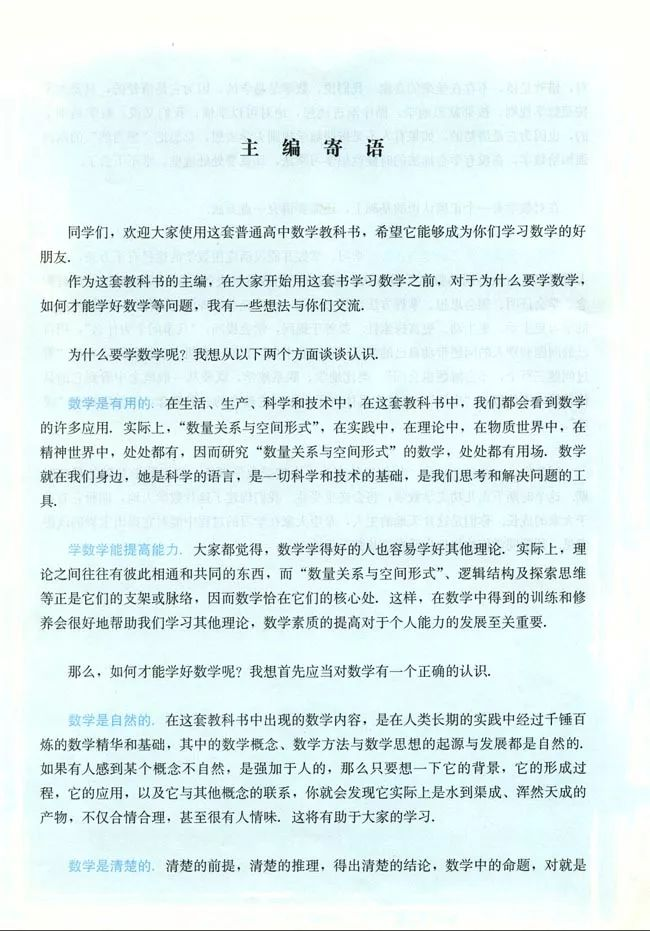 主编寄语
同学们，欢迎大家使用这套普通高中数学教科书，希望它能够成为你们学习数学的好
朋友．
作为这套教科书的主编，在大家开始用这套书学习数学之前，对于为什么要学数学，
如何才能学好数学等问题，我有一些想法与你们交流．
为什么要学数学呢？我想从以下两个方面谈谈认识．
数学是有用的．在生活、生产、科学和技术中，在这套教科书中，我们都会看到数学
的许多应用．实际上，“数量关系与空间形式”，在实践中，在理论中，在物质世界中，在
精神世界中，处处都有，因而研究“数量关系与空间形式”的数学，处处都有用场．数学
就在我们身边，她是科学的语言，是一切科学和技术的基础，是我们思考和解决问题的工
具．
学数学能提高能力．大家都觉得，数学学得好的人也容易学好其他理论．实际上，理
论之间往往有彼此相通和共同的东西，而“数量关系与空间形式”、逻辑结构及探索思维
等正是它们的支架或脉络，因而数学恰在它们的核心处．这样，在数学中得到的训练和修
养会很好地帮助我们学习其他理论，数学素质的提高对于个人能力的发展至关重要．
那么，如何才能学好数学呢？我想首先应当对数学有一个正确的认识．
数学是自然的．在这套教科书中出现的数学内容，是在人类长期的实践中经过千锤百
炼的数学精华和基础，其中的数学概念、数学方法与数学思想的起源与发展都是自然的．
如果有人感到某个概念不自然，是强加于人的，那么只要想一下它的背景，它的形成过
程，它的应用，以及它与其他概念的联系，你就会发现它实际上是水到渠成、浑然天成的
产物，不仅合情合理，甚至很有人情味．这将有助于大家的学习．
数学是清楚的．清楚的前提，清楚的推理，得出清楚的结论，数学中的命题，对就是